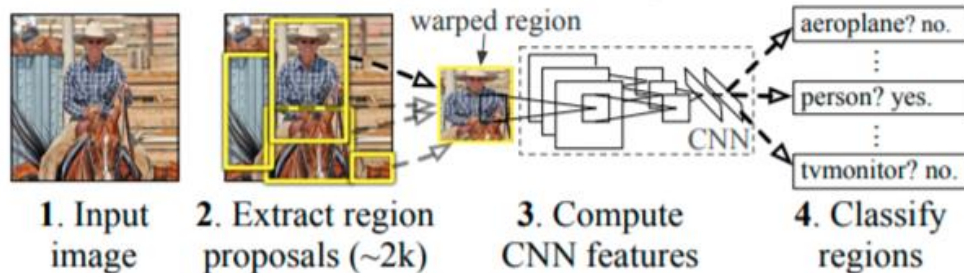 warped region
aeroplane? no.
person? yes.
CNN
tvmonitor? no.
1. Input
image
2. Extract region
proposals (~2k)
3. Compute
CNN features
4. Classify
regions